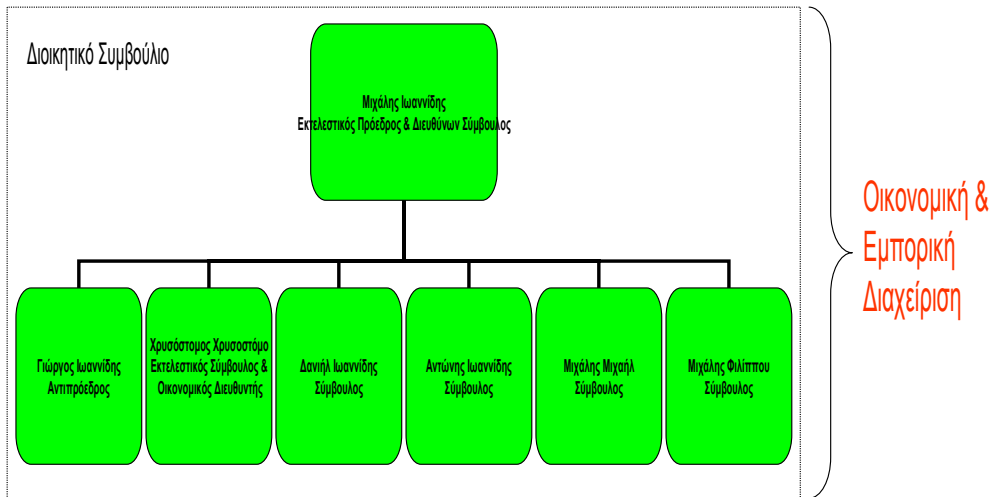 Διοικητικό Συμβούλιο
Μιχάλης Ιωαννίδης
Εκτελεστικός Πρόεδρος & Διευθύνων Σύμβουλος
Γιώργος Ιωαννίδης
Αντιπρόεδρος
Χρυσόστομος Χρυσοστόμο
Εκτελεστικός Σύμβουλος &
Οικονομικός Διευθυντής
Δανιήλ Ιωαννίδης
Σύμβουλος
Αντώνης Ιωαννίδης
Σύμβουλος
Μιχάλης Μιχαήλ
Σύμβουλος
Μιχάλης Φιλίππου
Σύμβουλος
Οικονομική &
Εμπορική
Διαχείριση